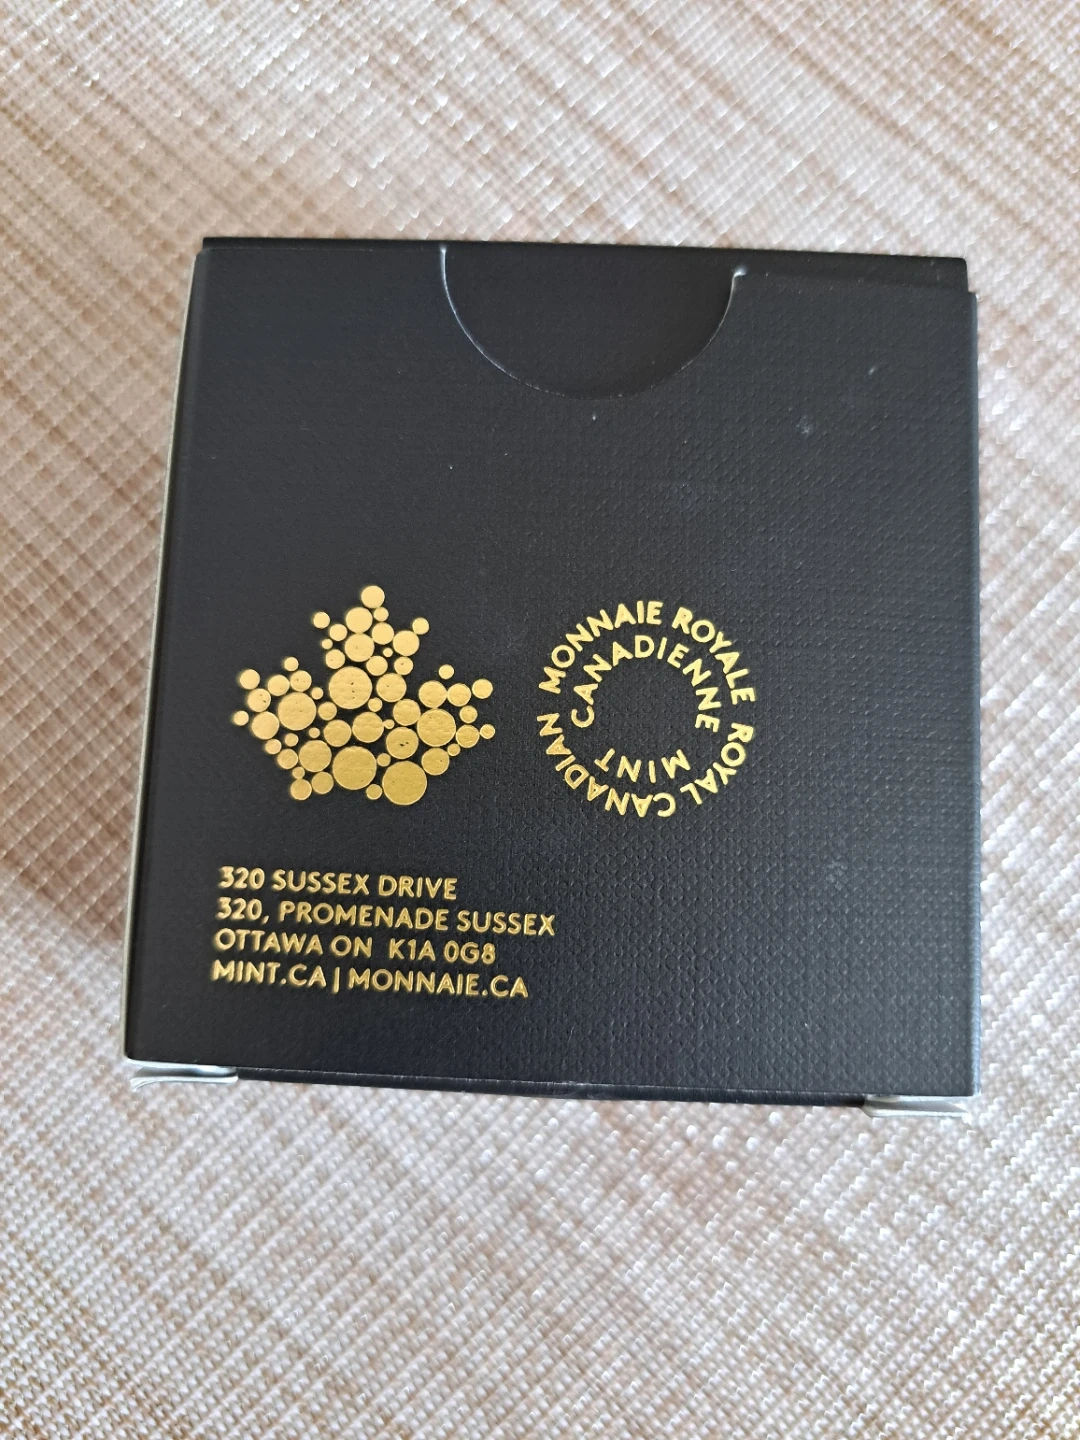 MONNAIE ROYALE
CANADIENNE
ROYAL CANADIAN
MINT
320 SUSSEX DRIVE
320, PROMENADE SUSSEX
OTTAWA ON K1A 0G8
MINT.CA | MONNAIE.CA